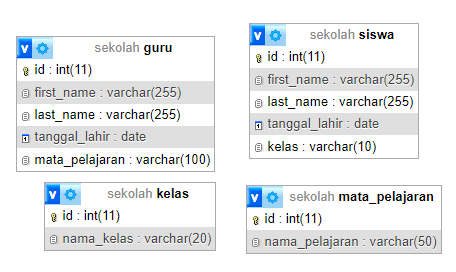 v sekolah guru
id : int(11)
first_name : varchar(255)
last_name : varchar(255)
tanggal_lahir : date
mata_pelajaran : varchar(100)
v sekolah siswa
id : int(11)
first_name : varchar(255)
last_name : varchar(255)
tanggal_lahir : date
kelas : varchar(10)
v sekolah kelas
id : int(11)
nama_kelas : varchar(20)
v sekolah mata_pelajaran
id : int(11)
nama_pelajaran : varchar(50)